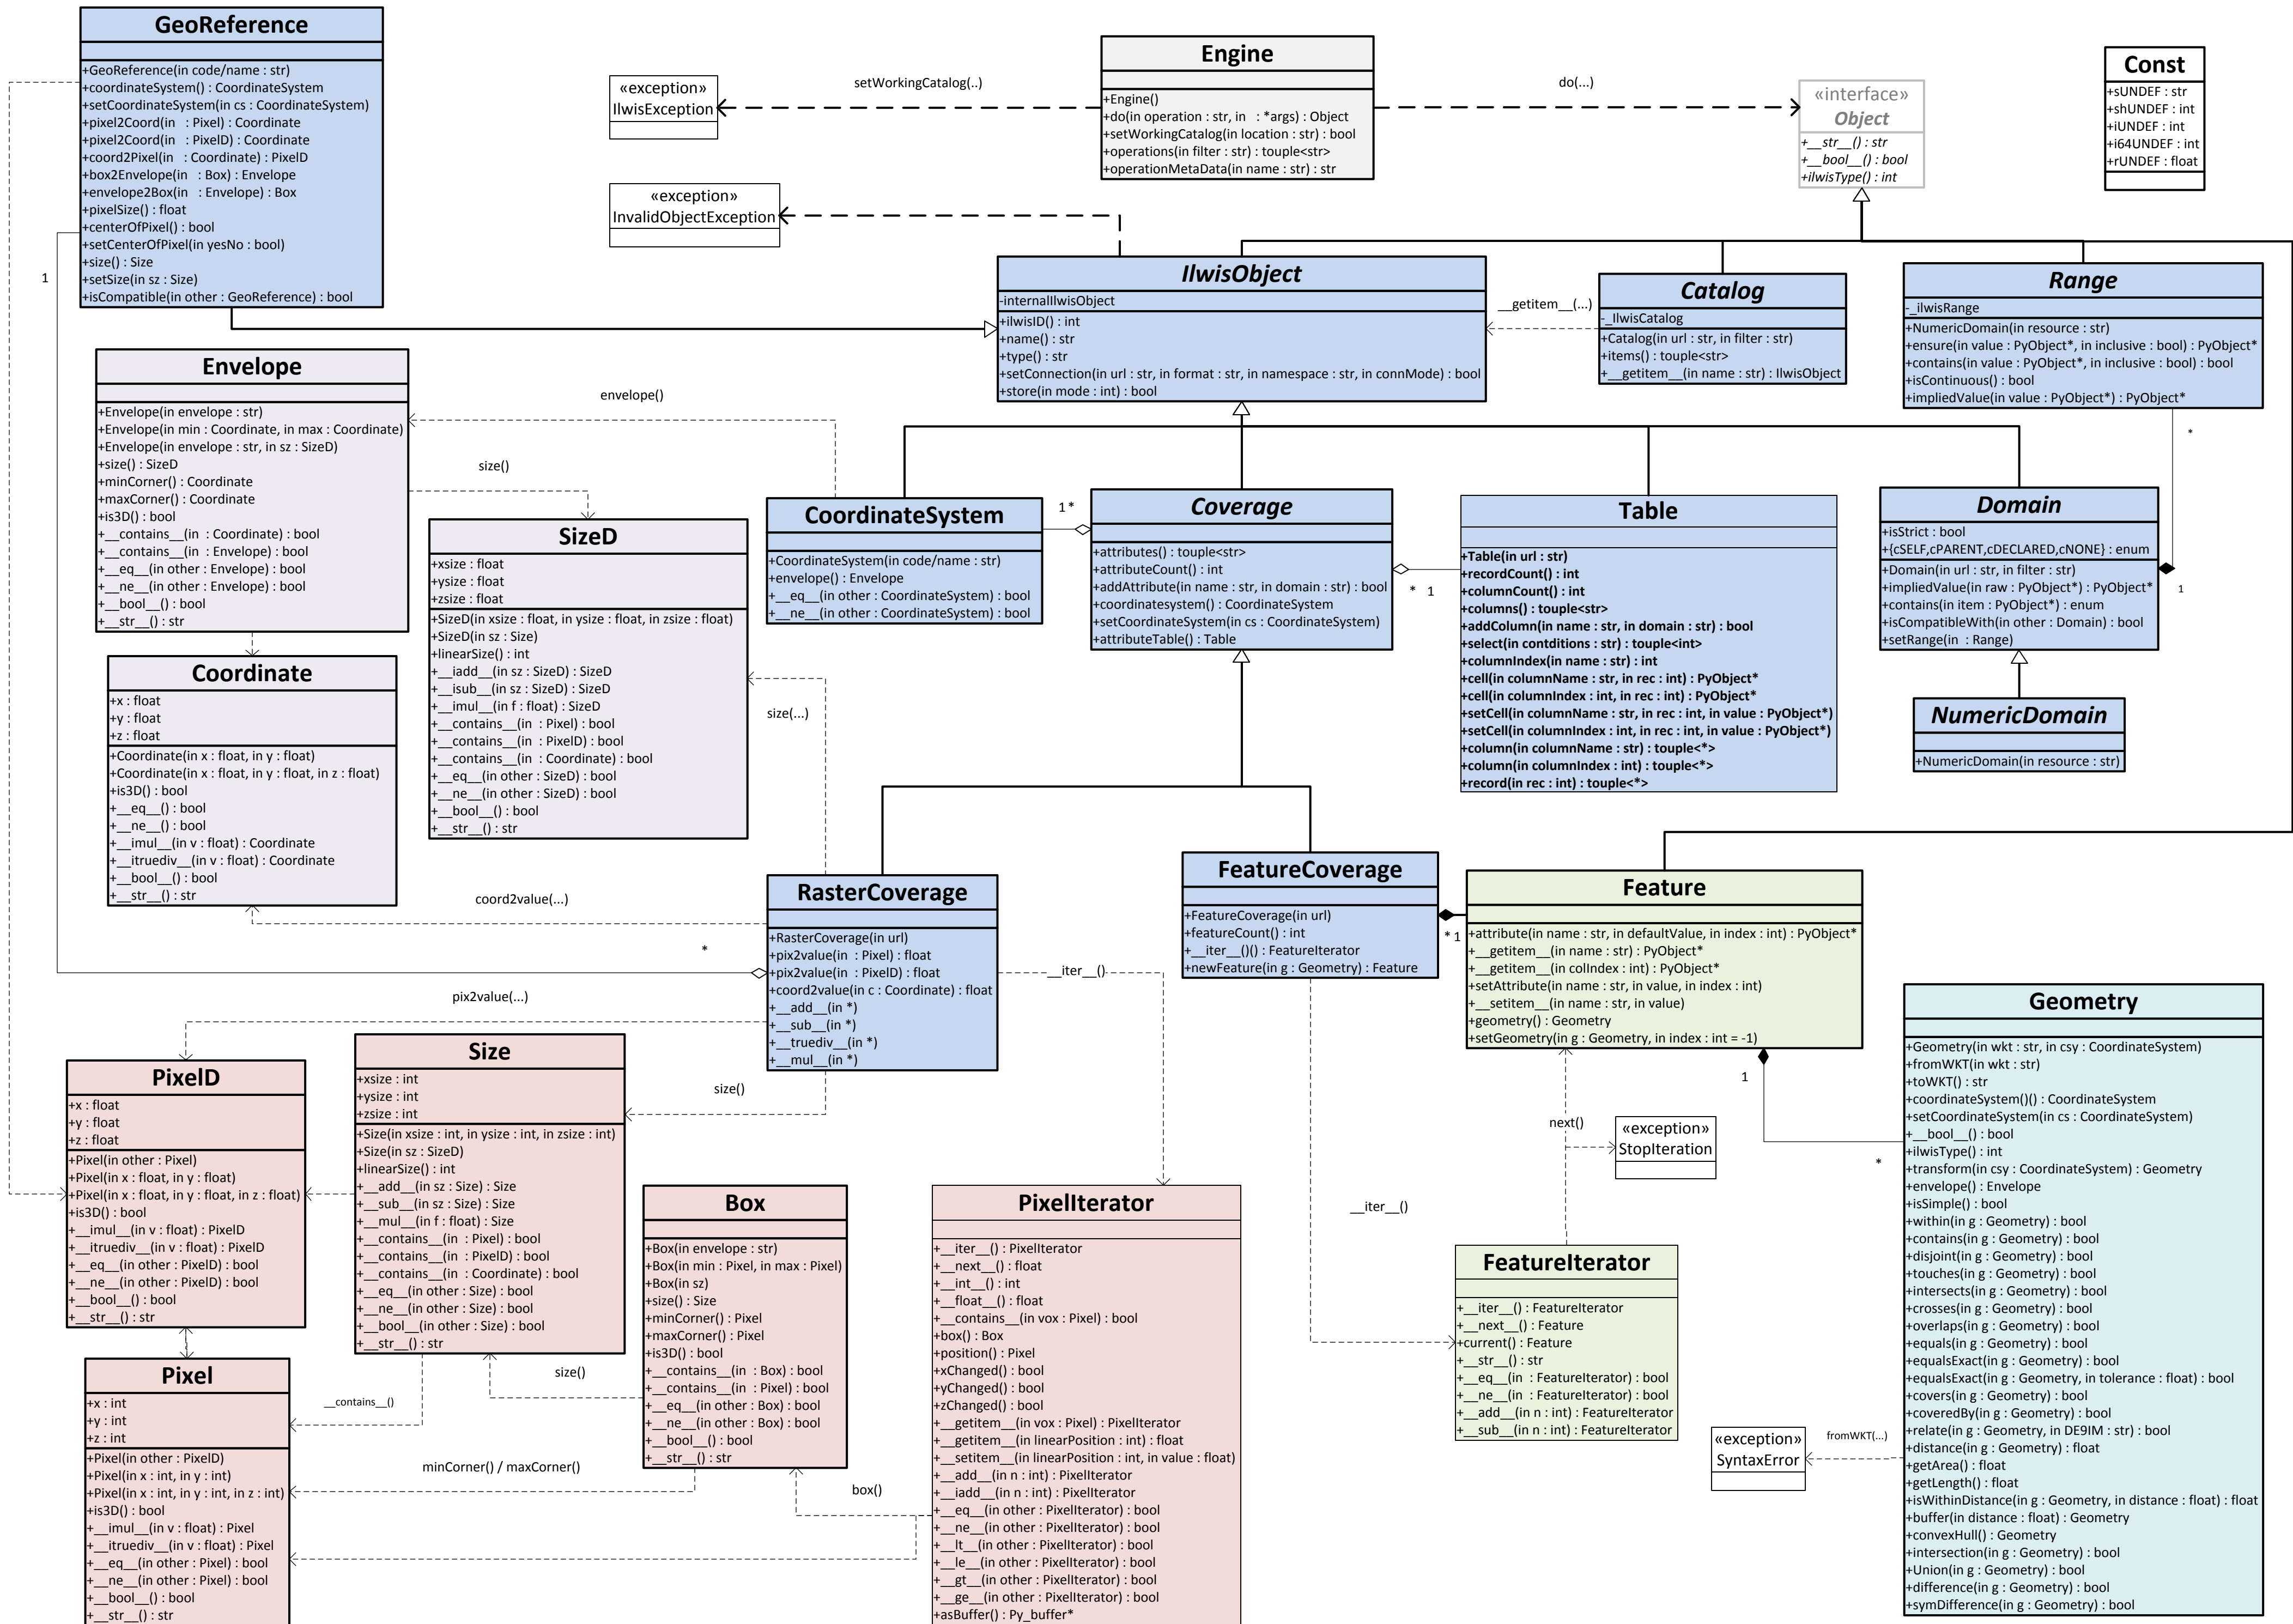 GeoReference
+GeoReference(in code/name : str)
+coordinateSystem() : CoordinateSystem
+setCoordinateSystem(in cs : CoordinateSystem)
+pixel2Coord(in   : Pixel) : Coordinate
+pixel2Coord(in   : PixelD) : Coordinate
+coord2Pixel(in   : Coordinate) : PixelD
+box2Envelope(in   : Box) : Envelope
+envelope2Box(in   : Envelope) : Box
+pixelSize() : float
+centerOfPixel() : bool
+setCenterOfPixel(in yesNo : bool)
+size() : Size
+setSize(in sz : Size)
+isCompatible(in other : GeoReference) : bool
1
«exception»
IlwisException
setWorkingCatalog(..)
Engine
+Engine()
+do(in operation : str, in   : *args) : Object
+setWorkingCatalog(in location : str) : bool
+operations(in filter : str) : touple<str>
+operationMetaData(in name : str) : str
do(...)
«interface»
Object
+__str__() : str
+__bool__() : bool
+ilwisType() : int
Const
+sUNDEF : str
+shUNDEF : int
+iUNDEF : int
+i64UNDEF : int
+rUNDEF : float
«exception»
InvalidObjectException
IlwisObject
-internalIlwisObject
+ilwisID() : int
+name() : str
+type() : str
+setConnection(in url : str, in format : str, in namespace : str, in connMode) : bool
+store(in mode : int) : bool
__getitem__(...)
Catalog
-_IlwisCatalog
+Catalog(in url : str, in filter : str)
+items() : touple<str>
+__getitem__(in name : str) : IlwisObject
Range
-_ilwisRange
+NumericDomain(in resource : str)
+ensure(in value : PyObject*, in inclusive : bool) : PyObject*
+contains(in value : PyObject*, in inclusive : bool) : bool
+isContinuous() : bool
+impliedValue(in value : PyObject*) : PyObject*
*
1
Envelope
+Envelope(in envelope : str)
+Envelope(in min : Coordinate, in max : Coordinate)
+Envelope(in envelope : str, in sz : SizeD)
+size() : SizeD
+minCorner() : Coordinate
+maxCorner() : Coordinate
+is3D() : bool
+__contains__(in  : Coordinate) : bool
+__contains__(in  : Envelope) : bool
+__eq__(in other : Envelope) : bool
+__ne__(in other : Envelope) : bool
+__bool__() : bool
+__str__() : str
envelope()
size()
SizeD
+xsize : float
+ysize : float
+zsize : float
+SizeD(in xsize : float, in ysize : float, in zsize : float)
+SizeD(in sz : Size)
+linearSize() : int
+__iadd__(in sz : SizeD) : SizeD
+__isub__(in sz : SizeD) : SizeD
+__imul__(in f : float) : SizeD
+__contains__(in  : Pixel) : bool
+__contains__(in  : PixelD) : bool
+__contains__(in  : Coordinate) : bool
+__eq__(in other : SizeD) : bool
+__ne__(in other : SizeD) : bool
+__bool__() : bool
+__str__() : str
CoordinateSystem
+CoordinateSystem(in code/name : str)
+envelope() : Envelope
+__eq__(in other : CoordinateSystem) : bool
+__ne__(in other : CoordinateSystem) : bool
1 *
Coverage
+attributes() : touple<str>
+attributeCount() : int
+addAttribute(in name : str, in domain : str) : bool
+coordinatesystem() : CoordinateSystem
+setCoordinateSystem(in cs : CoordinateSystem)
+attributeTable() : Table
* 1
Table
+Table(in url : str)
+recordCount() : int
+columnCount() : int
+columns() : touple<str>
+addColumn(in name : str, in domain : str) : bool
+select(in contditions : str) : touple<int>
+columnIndex(in name : str) : int
+cell(in columnName : str, in rec : int) : PyObject*
+cell(in columnIndex : int, in rec : int) : PyObject*
+setCell(in columnName : str, in rec : int, in value : PyObject*)
+setCell(in columnIndex : int, in rec : int, in value : PyObject*)
+column(in columnName : str) : touple<*>
+column(in columnIndex : int) : touple<*>
+record(in rec : int) : touple<*>
Domain
+isStrict : bool
+{cSELF,cPARENT,cDECLARED,cNONE} : enum
+Domain(in url : str, in filter : str)
+impliedValue(in raw : PyObject*) : PyObject*
+contains(in item : PyObject*) : enum
+isCompatibleWith(in other : Domain) : bool
+setRange(in  : Range)
NumericDomain
+NumericDomain(in resource : str)
Coordinate
+x : float
+y : float
+z : float
+Coordinate(in x : float, in y : float)
+Coordinate(in x : float, in y : float, in z : float)
+is3D() : bool
+__eq__() : bool
+__ne__() : bool
+__imul__(in v : float) : Coordinate
+__itruediv__(in v : float) : Coordinate
+__bool__() : bool
+__str__() : str
size(...)
coord2value(...)
*
pix2value(...)
RasterCoverage
+RasterCoverage(in url)
+pix2value(in  : Pixel) : float
+pix2value(in  : PixelD) : float
+coord2value(in c : Coordinate) : float
+__add__(in *)
+__sub__(in *)
+__truediv__(in *)
+__mul__(in *)
size()
__iter__()
FeatureCoverage
+FeatureCoverage(in url)
+featureCount() : int
+__iter__()() : FeatureIterator
+newFeature(in g : Geometry) : Feature
* 1
Feature
+attribute(in name : str, in defaultValue, in index : int) : PyObject*
+__getitem__(in name : str) : PyObject*
+__getitem__(in colIndex : int) : PyObject*
+setAttribute(in name : str, in value, in index : int)
+__setitem__(in name : str, in value)
+geometry() : Geometry
+setGeometry(in g : Geometry, in index : int = -1)
1
*
next()
«exception»
StopIteration
__iter__()
FeatureIterator
+__iter__() : FeatureIterator
+__next__() : Feature
+current() : Feature
+__str__() : str
+__eq__(in  : FeatureIterator) : bool
+__ne__(in  : FeatureIterator) : bool
+__add__(in n : int) : FeatureIterator
+__sub__(in n : int) : FeatureIterator
Geometry
+Geometry(in wkt : str, in csy : CoordinateSystem)
+fromWKT(in wkt : str)
+toWKT() : str
+coordinateSystem()() : CoordinateSystem
+setCoordinateSystem(in cs : CoordinateSystem)
+__bool__() : bool
+ilwisType() : int
+transform(in csy : CoordinateSystem) : Geometry
+envelope() : Envelope
+isSimple() : bool
+within(in g : Geometry) : bool
+contains(in g : Geometry) : bool
+disjoint(in g : Geometry) : bool
+touches(in g : Geometry) : bool
+intersects(in g : Geometry) : bool
+crosses(in g : Geometry) : bool
+overlaps(in g : Geometry) : bool
+equals(in g : Geometry) : bool
+equalsExact(in g : Geometry) : bool
+equalsExact(in g : Geometry, in tolerance : float) : bool
+covers(in g : Geometry) : bool
+coveredBy(in g : Geometry) : bool
+relate(in g : Geometry, in DE9IM : str) : bool
+distance(in g : Geometry) : float
+getArea() : float
+getLength() : float
+isWithinDistance(in g : Geometry, in distance : float) : float
+buffer(in distance : float) : Geometry
+convexHull() : Geometry
+intersection(in g : Geometry) : bool
+Union(in g : Geometry) : bool
+difference(in g : Geometry) : bool
+symDifference(in g : Geometry) : bool
«exception»
SyntaxError
fromWKT(...)
PixelD
+x : float
+y : float
+z : float
+Pixel(in other : Pixel)
+Pixel(in x : float, in y : float)
+Pixel(in x : float, in y : float, in z : float)
+is3D() : bool
+__imul__(in v : float) : PixelD
+__itruediv__(in v : float) : PixelD
+__eq__(in other : PixelD) : bool
+__ne__(in other : PixelD) : bool
+__bool__() : bool
+__str__() : str
Size
+xsize : int
+ysize : int
+zsize : int
+Size(in xsize : int, in ysize : int, in zsize : int)
+Size(in sz : SizeD)
+linearSize() : int
+__add__(in sz : Size) : Size
+__sub__(in sz : Size) : Size
+__mul__(in f : float) : Size
+__contains__(in  : Pixel) : bool
+__contains__(in  : PixelD) : bool
+__contains__(in  : Coordinate) : bool
+__eq__(in other : Size) : bool
+__ne__(in other : Size) : bool
+__bool__(in other : Size) : bool
+__str__() : str
Box
+Box(in envelope : str)
+Box(in min : Pixel, in max : Pixel)
+Box(in sz)
+size() : Size
+minCorner() : Pixel
+maxCorner() : Pixel
+is3D() : bool
+__contains__(in  : Box) : bool
+__contains__(in  : Pixel) : bool
+__eq__(in other : Box) : bool
+__ne__(in other : Box) : bool
+__bool__() : bool
+__str__() : str
size()
__contains__()
minCorner() / maxCorner()
box()
Pixel
+x : int
+y : int
+z : int
+Pixel(in other : PixelD)
+Pixel(in x : int, in y : int)
+Pixel(in x : int, in y : int, in z : int)
+is3D() : bool
+__imul__(in v : float) : Pixel
+__itruediv__(in v : float) : Pixel
+__eq__(in other : Pixel) : bool
+__ne__(in other : Pixel) : bool
+__bool__() : bool
+__str__() : str
PixelIterator
+__iter__() : PixelIterator
+__next__() : float
+__int__() : int
+__float__() : float
+__contains__(in vox : Pixel) : bool
+box() : Box
+position() : Pixel
+xChanged() : bool
+yChanged() : bool
+zChanged() : bool
+__getitem__(in vox : Pixel) : PixelIterator
+__getitem__(in linearPosition : int) : float
+__setitem__(in linearPosition : int, in value : float)
+__add__(in n : int) : PixelIterator
+__iadd__(in n : int) : PixelIterator
+__eq__(in other : PixelIterator) : bool
+__ne__(in other : PixelIterator) : bool
+__lt__(in other : PixelIterator) : bool
+__le__(in other : PixelIterator) : bool
+__gt__(in other : PixelIterator) : bool
+__ge__(in other : PixelIterator) : bool
+asBuffer() : Py_buffer*